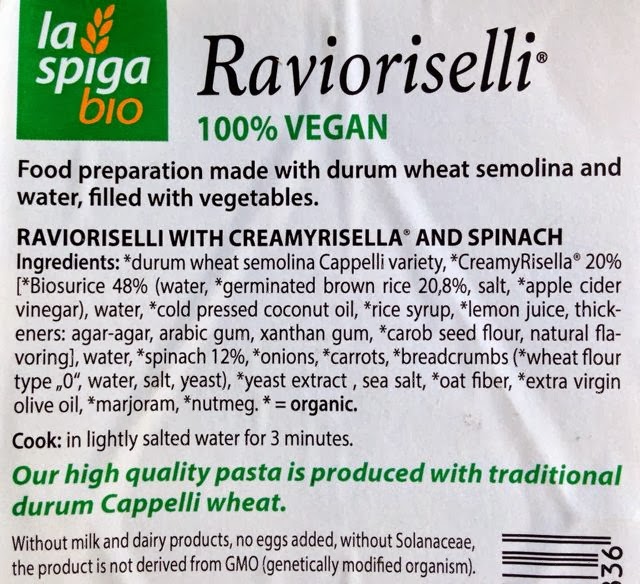 la
spiga
bio
Ravioriselli®
100% VEGAN
Food preparation made with durum wheat semolina and
water, filled with vegetables.
RAVIORISELLI WITH CREAMYRISELLA® AND SPINACH
Ingredients: *durum wheat semolina Cappelli variety, *CreamyRisella® 20%
[*Biosurice 48% (water, *germinated brown rice 20,8%, salt, *apple cider
vinegar), water, *cold pressed coconut oil, *rice syrup, *lemon juice, thick-
eners: agar-agar, arabic gum, xanthan gum, *carob seed flour, natural fla-
voring], water, *spinach 12%, *onions, *carrots, *breadcrumbs (*wheat flour
type „0“, water, salt, yeast), *yeast extract , sea salt, *oat fiber, *extra virgin
olive oil, *marjoram, *nutmeg. * = organic.
Cook: in lightly salted water for 3 minutes.
Our high quality pasta is produced with traditional
durum Cappelli wheat.
Without milk and dairy products, no eggs added, without Solanaceae,
the product is not derived from GMO (genetically modified organism).
836